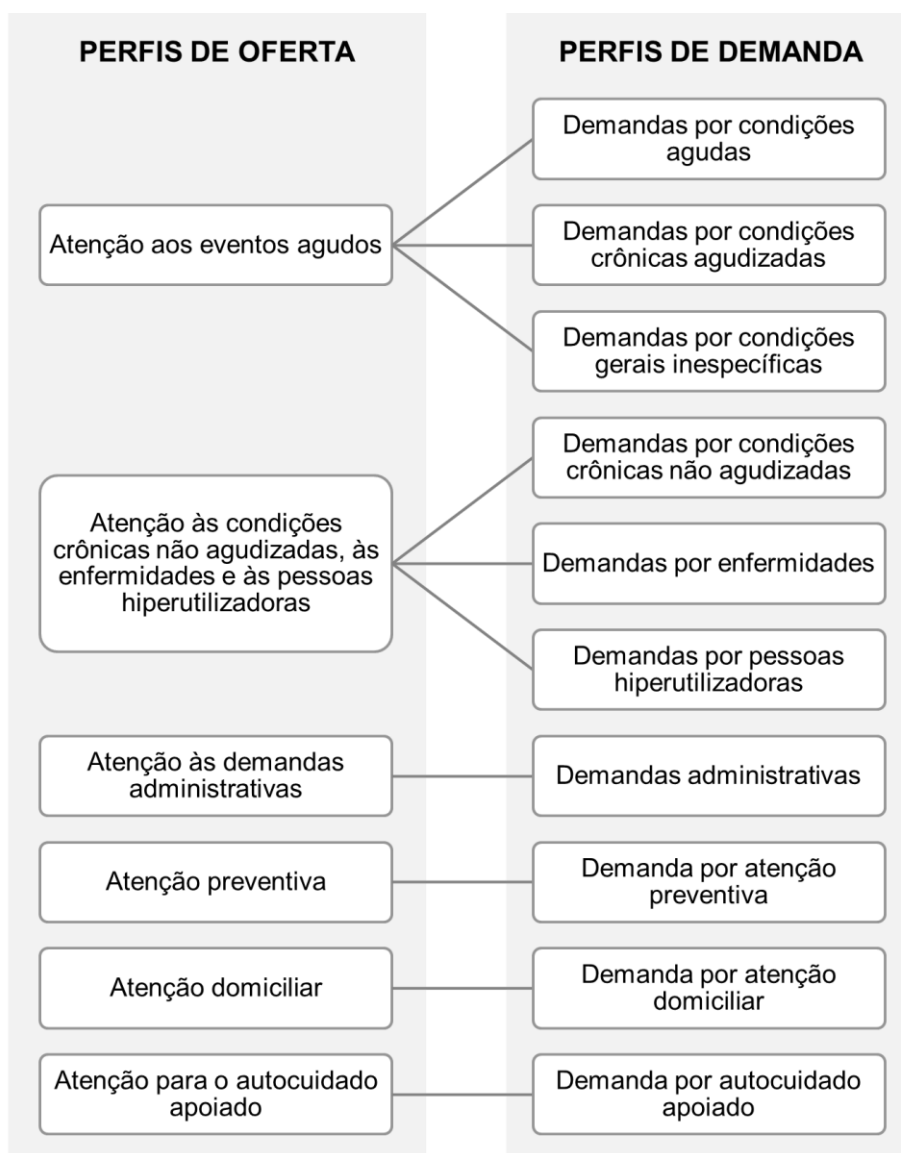 PERFIS DE OFERTA
Atenção aos eventos agudos
Atenção às condições
crônicas não agudizadas, às
enfermidades e às pessoas
hiperutilizadoras
Atenção às demandas
administrativas
Atenção preventiva
Atenção domiciliar
Atenção para o autocuidado
apoiado
PERFIS DE DEMANDA
Demandas por condições
agudas
Demandas por condições
crônicas agudizadas
Demandas por condições
gerais inespecíficas
Demandas por condições
crônicas não agudizadas
Demandas por enfermidades
Demandas por pessoas
hiperutilizadoras
Demandas administrativas
Demanda por atenção
preventiva
Demanda por atenção
domiciliar
Demanda por autocuidado
apoiado